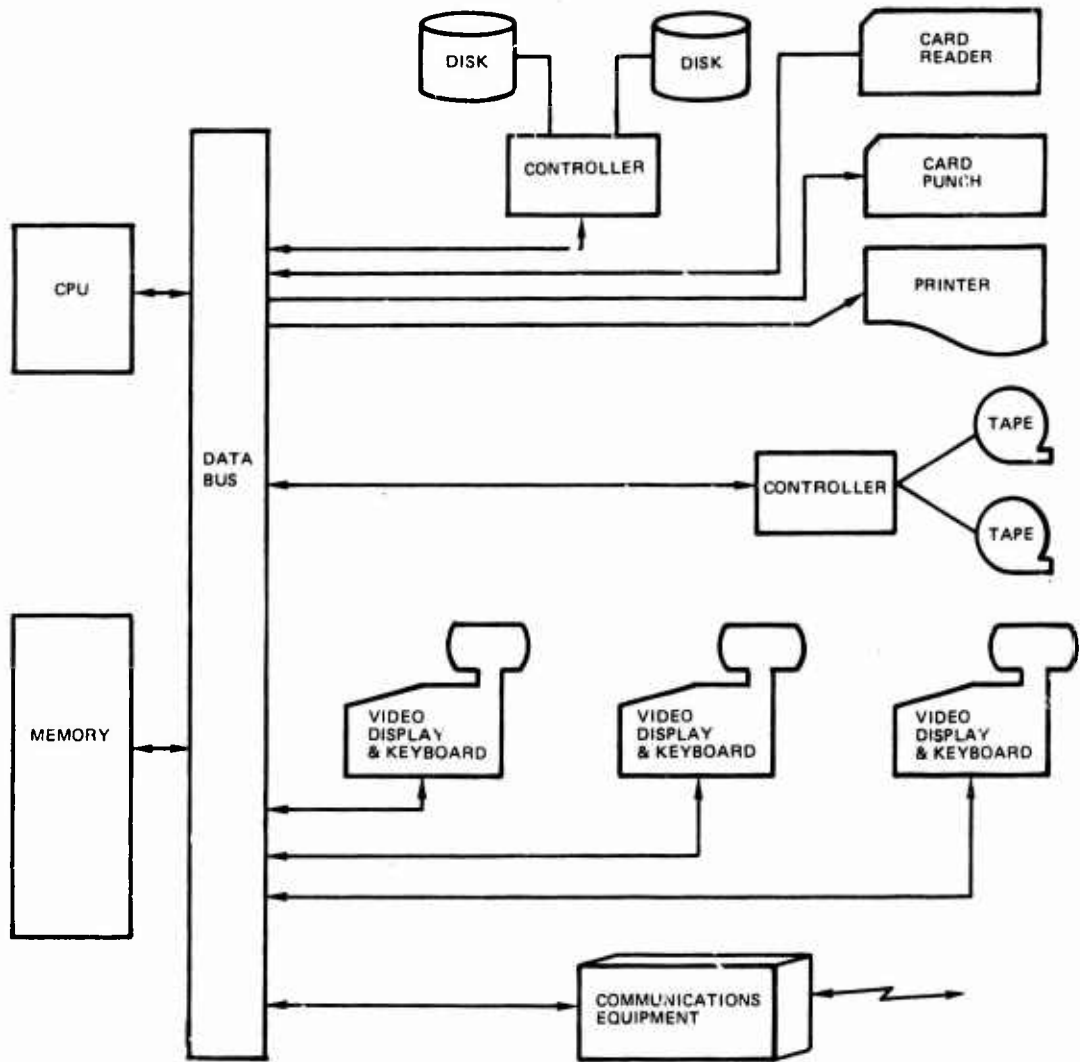 DISK
DISK
CARD
READER
CONTROLLER
CARD
PUNCH
CPU
PRINTER
DATA
BUS
TAPE
CONTROLLER
TAPE
MEMORY
VIDEO
DISPLAY
& KEYBOARD
VIDEO
DISPLAY
& KEYBOARD
VIDEO
DISPLAY
& KEYBOARD
COMMUNICATIONS
EQUIPMENT